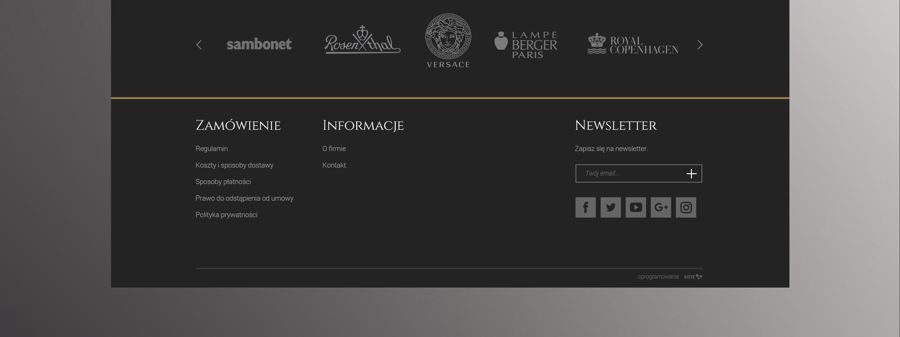 sambonet
Rosenthal
VERSACE
LAMPE
BERGER
PARIS
ROYAL
COPENHAGEN
ZAMÓWIENIE
Regulamin
Koszty i sposoby dostawy
Sposoby płatności
Prawo do odstąpienia od umowy
Polityka prywatności
INFORMACJE
O firmie
Kontakt
NEWSLETTER
Zapisz się na newsletter.
Twój email...
oprogramowanie